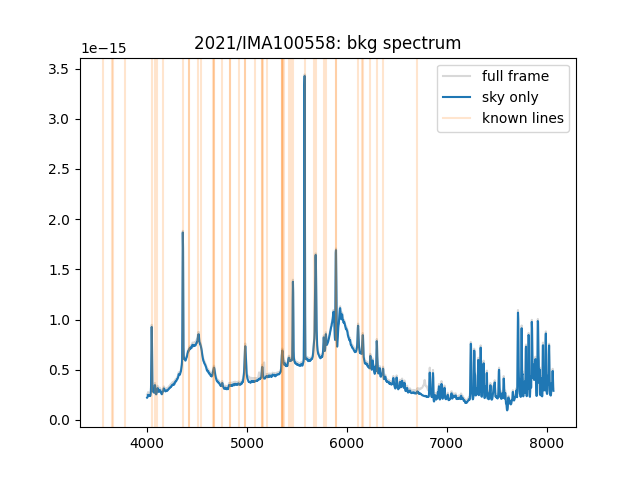 2021/IMA100558: bkg spectrum
1e−15
3.5
3.0
2.5
2.0
1.5
1.0
0.5
0.0
4000 5000 6000 7000 8000
full frame
sky only
known lines